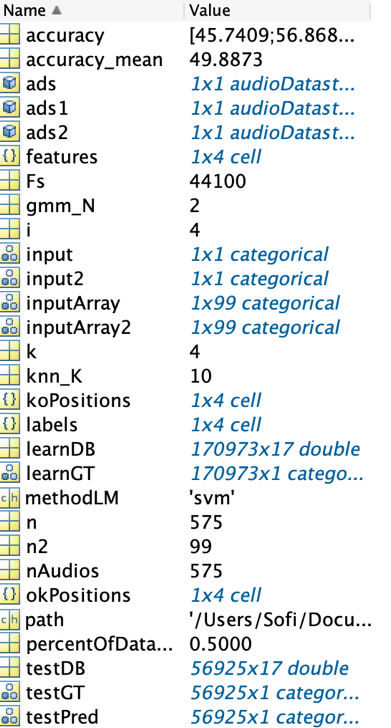 Name Value
accuracy [45.7409;56.868...
accuracy_mean 49.8873
ads 1x1 audioDatast...
ads1 1x1 audioDatast...
ads2 1x1 audioDatast...
features 1x4 cell
Fs 44100
gmm_N 2
i 4
input 1x1 categorical
input2 1x1 categorical
inputArray 1x99 categorical
inputArray2 1x99 categorical
k 4
knn_K 10
koPositions 1x4 cell
labels 1x4 cell
learnDB 170973x17 double
learnGT 170973x1 catego...
methodLM 'svm'
n 575
n2 99
nAudios 575
okPositions 1x4 cell
path '/Users/Sofi/Docu...
percentOfData... 0.5000
testDB 56925x17 double
testGT 56925x1 categor...
testPred 56925x1 categor...